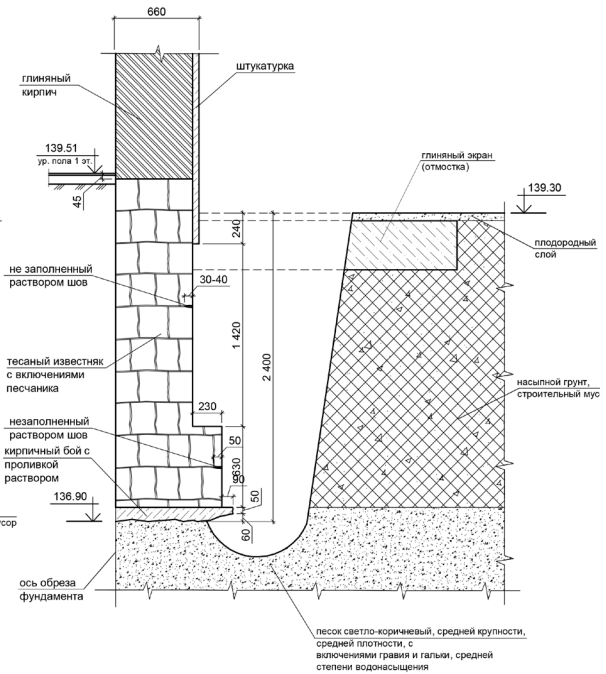 660
штукатурка
глиняный
кирпич
139.51
ур. пола 1 эт.
45
глиняный экран
(отмостка)
139.30
плодородный
слой
240
не заполненный
раствором шов
30-40
1 420
2 400
тесаный известняк
с включениями
песчаника
насыпной грунт,
строительный мус
230
незаполненный
раствором шов
50
кирпичный бой с
проливкой
раствором
630
90
50
60
136.90
сор
ось обреза
фундамента
песок светло-коричневый, средней крупности,
средней плотности, с
включениями гравия и гальки, средней
степени водонасыщения